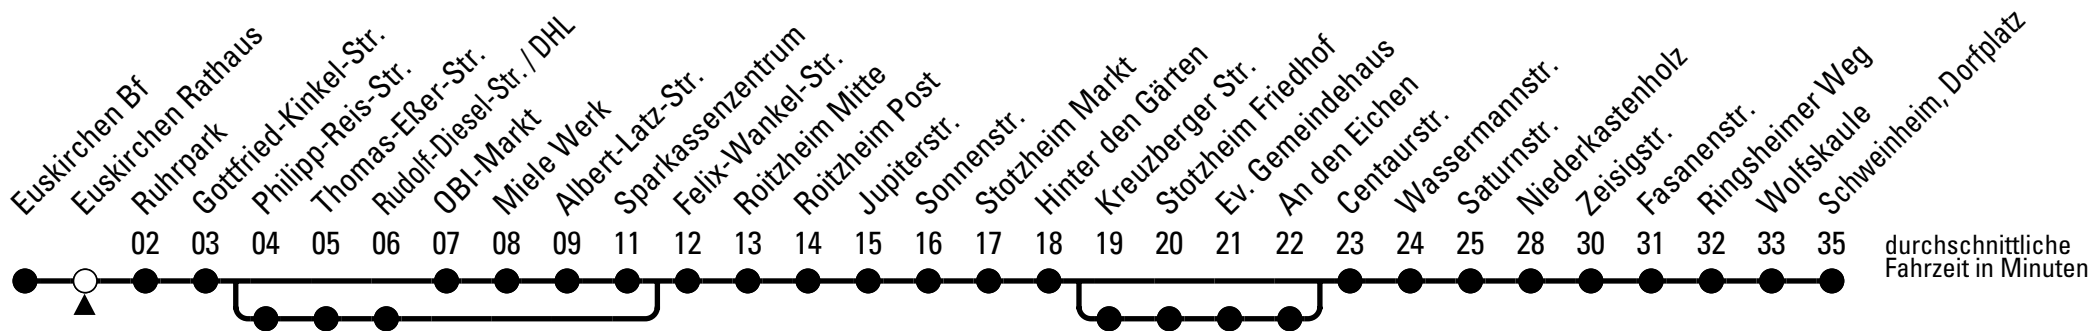 Euskirchen Bf
Euskirchen Rathaus
Ruhrpark
Gottfried-Kinkel-Str.
Philipp-Reis-Str.
Thomas-Eßer-Str.
Rudolf-Diesel-Str. / DHL
OBI-Markt
Miele Werk
Albert-Latz-Str.
Sparkassenzentrum
Felix-Wankel-Str.
Roitzheim Mitte
Roitzheim Post
Jupiterstr.
Sonnenstr.
Stotzheim Markt
Hinter den Gärten
Kreuzberger Str.
Stotzheim Friedhof
Ev. Gemeindehaus
An den Eichen
Centaurstr.
Wassermannstr.
Saturnstr.
Niederkastenholz
Zeisigstr.
Fasanenstr.
Ringsheimer Weg
Wolfskaule
Schweinheim, Dorfplatz
02 03 04 05 06 07 08 09 11 12 13 14 15 16 17 18 19 20 21 22 23 24 25 28 30 31 32 33 35
durchschnittliche
Fahrzeit in Minuten